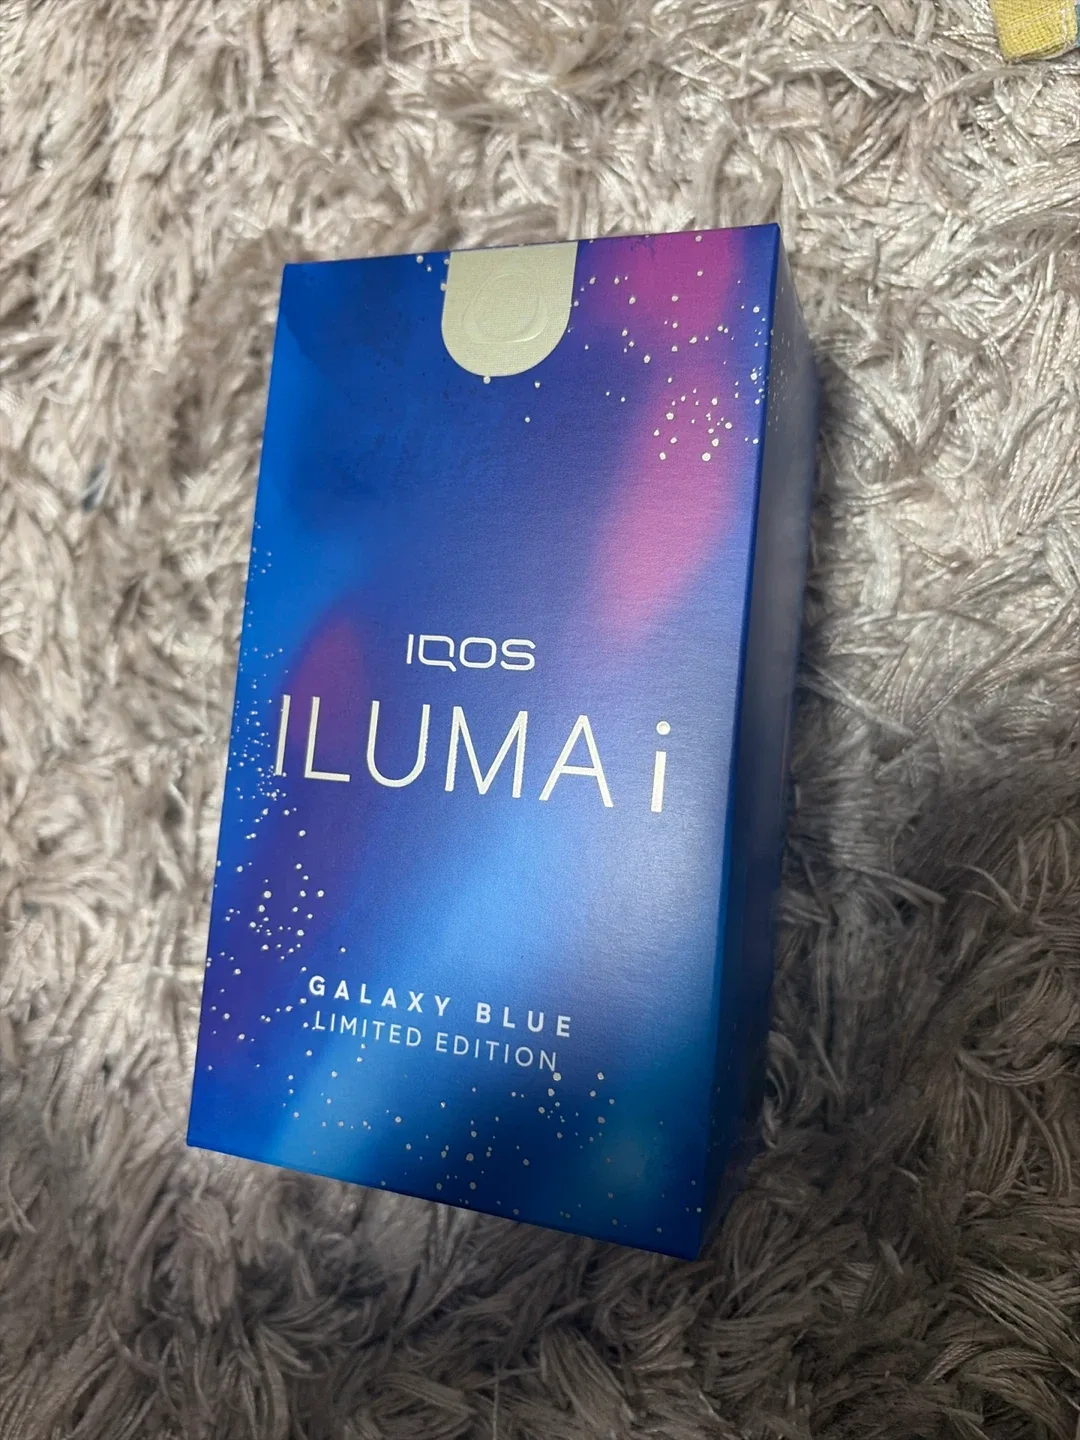 IQOS
ILUMA i
GALAXY BLUE
LIMITED EDITION